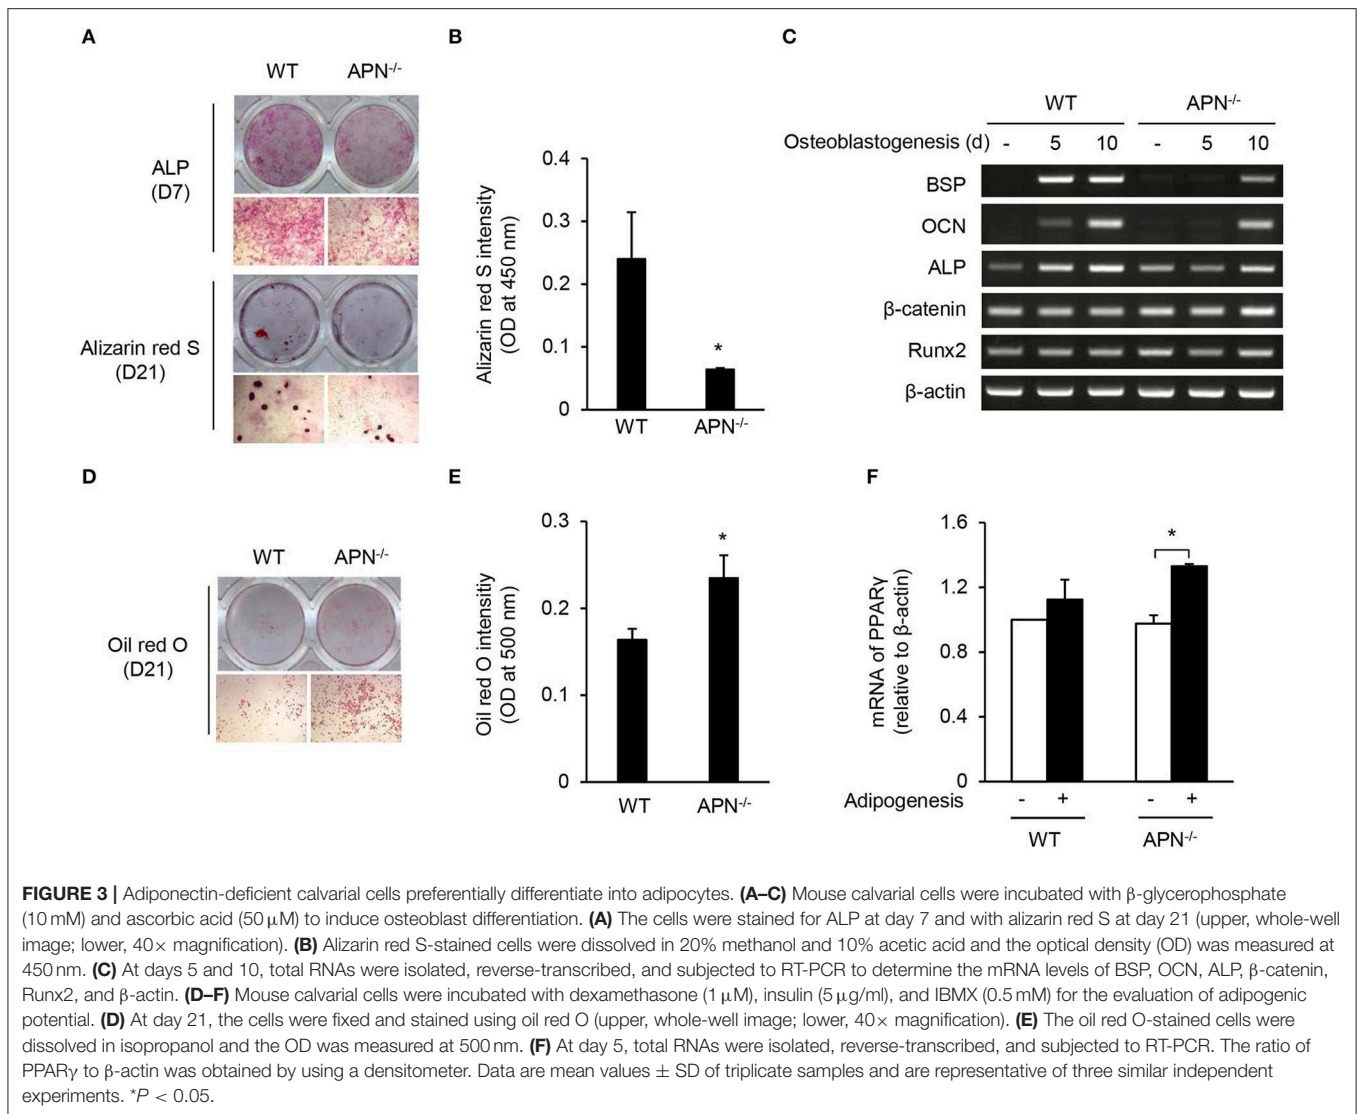 A
WT APN-/-
ALP
(D7)
Alizarin red S
(D21)
B
Alizarin red S intensity
(OD at 450 nm)
0.4
0.3
0.2
0.1
0
*
WT APN-/-
C
WT APN-/-
Osteoblastogenesis (d) - 5 10 - 5 10
BSP
OCN
ALP
β-catenin
Runx2
β-actin
D
WT APN-/-
Oil red O
(D21)
E
Oil red O intensitiy
(OD at 500 nm)
0.3
0.2
0.1
0
*
WT APN-/-
F
mRNA of PPARγ
(relative to β-actin)
1.6
1.2
0.8
0.4
0
*
Adipogenesis - + - +
WT APN-/-
FIGURE 3 | Adiponectin-deficient calvarial cells preferentially differentiate into adipocytes. (A–C) Mouse calvarial cells were incubated with β-glycerophosphate
(10 mM) and ascorbic acid (50 μM) to induce osteoblast differentiation. (A) The cells were stained for ALP at day 7 and with alizarin red S at day 21 (upper, whole-well
image; lower, 40× magnification). (B) Alizarin red S-stained cells were dissolved in 20% methanol and 10% acetic acid and the optical density (OD) was measured at
450 nm. (C) At days 5 and 10, total RNAs were isolated, reverse-transcribed, and subjected to RT-PCR to determine the mRNA levels of BSP, OCN, ALP, β-catenin,
Runx2, and β-actin. (D–F) Mouse calvarial cells were incubated with dexamethasone (1 μM), insulin (5 μg/ml), and IBMX (0.5 mM) for the evaluation of adipogenic
potential. (D) At day 21, the cells were fixed and stained using oil red O (upper, whole-well image; lower, 40× magnification). (E) The oil red O-stained cells were
dissolved in isopropanol and the OD was measured at 500 nm. (F) At day 5, total RNAs were isolated, reverse-transcribed, and subjected to RT-PCR. The ratio of
PPARγ to β-actin was obtained by using a densitometer. Data are mean values ± SD of triplicate samples and are representative of three similar independent
experiments. *P < 0.05.